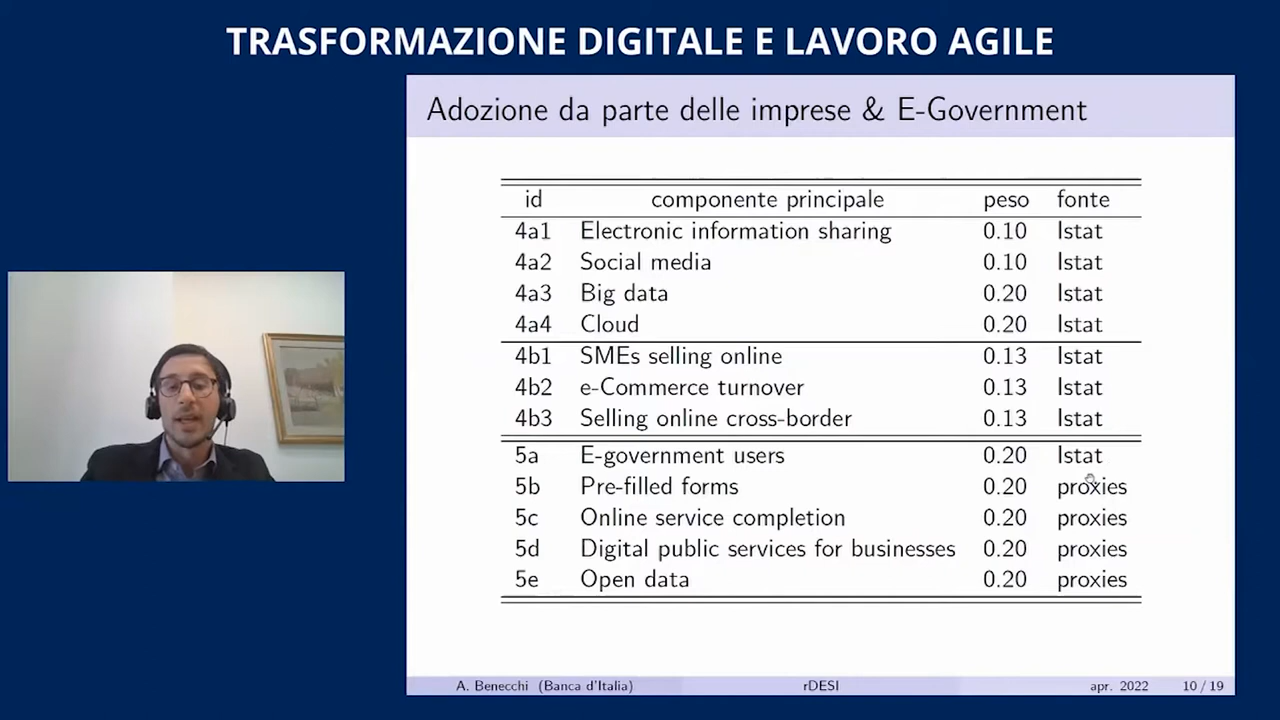 TRASFORMAZIONE DIGITALE E LAVORO AGILE
Adozione da parte delle imprese & E-Government
id componente principale peso fonte
4a1 Electronic information sharing 0.10 Istat
4a2 Social media 0.10 Istat
4a3 Big data 0.20 Istat
4a4 Cloud 0.20 Istat
4b1 SMEs selling online 0.13 Istat
4b2 e-Commerce turnover 0.13 Istat
4b3 Selling online cross-border 0.13 Istat
5a E-government users 0.20 Istat
5b Pre-filled forms 0.20 proxies
5c Online service completion 0.20 proxies
5d Digital public services for businesses 0.20 proxies
5e Open data 0.20 proxies
A. Benecchi (Banca d'Italia) rDESI apr. 2022 10 / 19